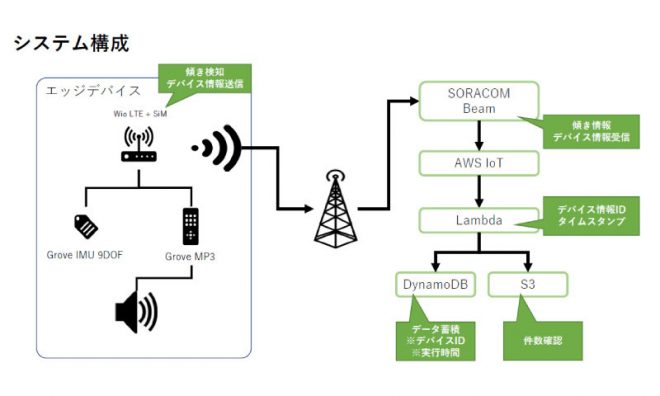 システム構成
傾き検知
デバイス情報送信
エッジデバイス
Wio LTE + SiM
Grove IMU 9DOF
Grove MP3
SORACOM
Beam
傾き情報
デバイス情報受信
AWS IoT
Lambda
デバイス情報ID
タイムスタンプ
DynamoDB
S3
データ蓄積
※デバイスID
※実行時間
件数確認